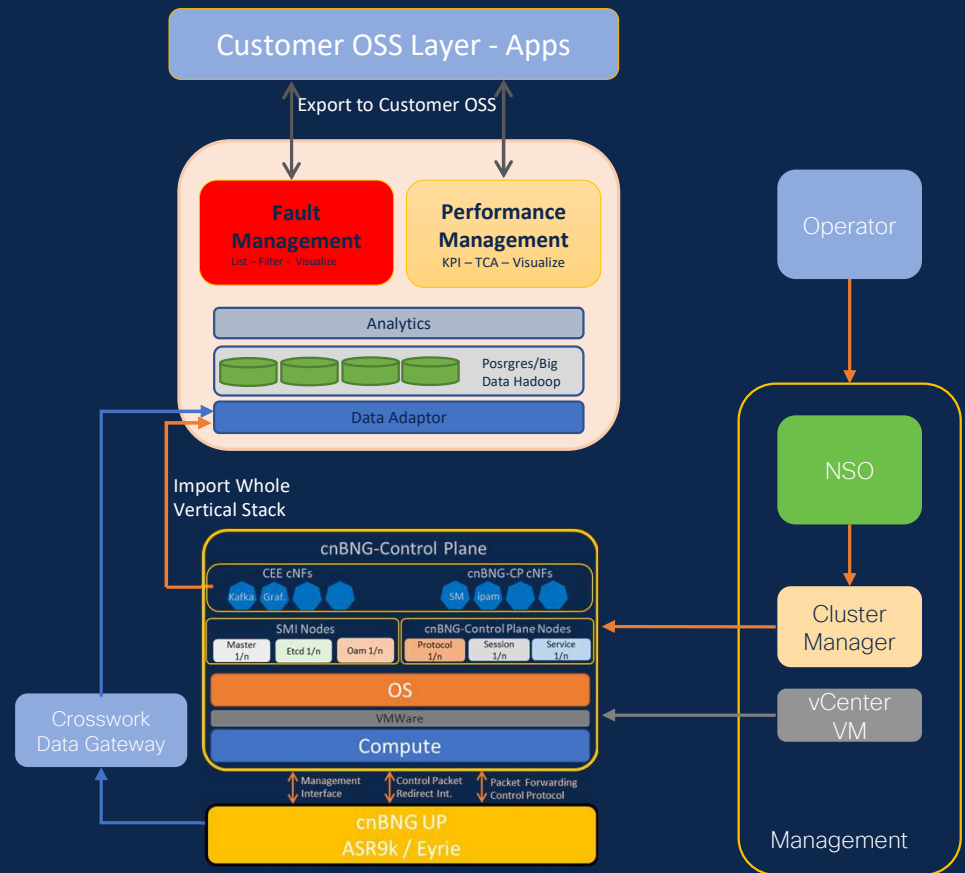 Customer OSS Layer - Apps
Export to Customer OSS
Fault
Management
List – Filter - Visualize
Performance
Management
KPI – TCA – Visualize
Analytics
Posrgres/Big
Data Hadoop
Data Adaptor
Import Whole
Vertical Stack
cnBNG-Control Plane
CEE cNFs
Kafka
Graf.
cnBNG-CP cNFs
SM
ipam
SMI Nodes
Master
1/n
Etcd 1/n
Oam 1/n
cnBNG-Control Plane Nodes
Protocol
1/n
Session
1/n
Service
1/n
OS
VMWare
Compute
Management
Interface
Control Packet
Redirect Int.
Packet Forwarding
Control Protocol
cnBNG UP
ASR9k / Eyrie
Crosswork
Data Gateway
Operator
NSO
Cluster
Manager
vCenter
VM
Management